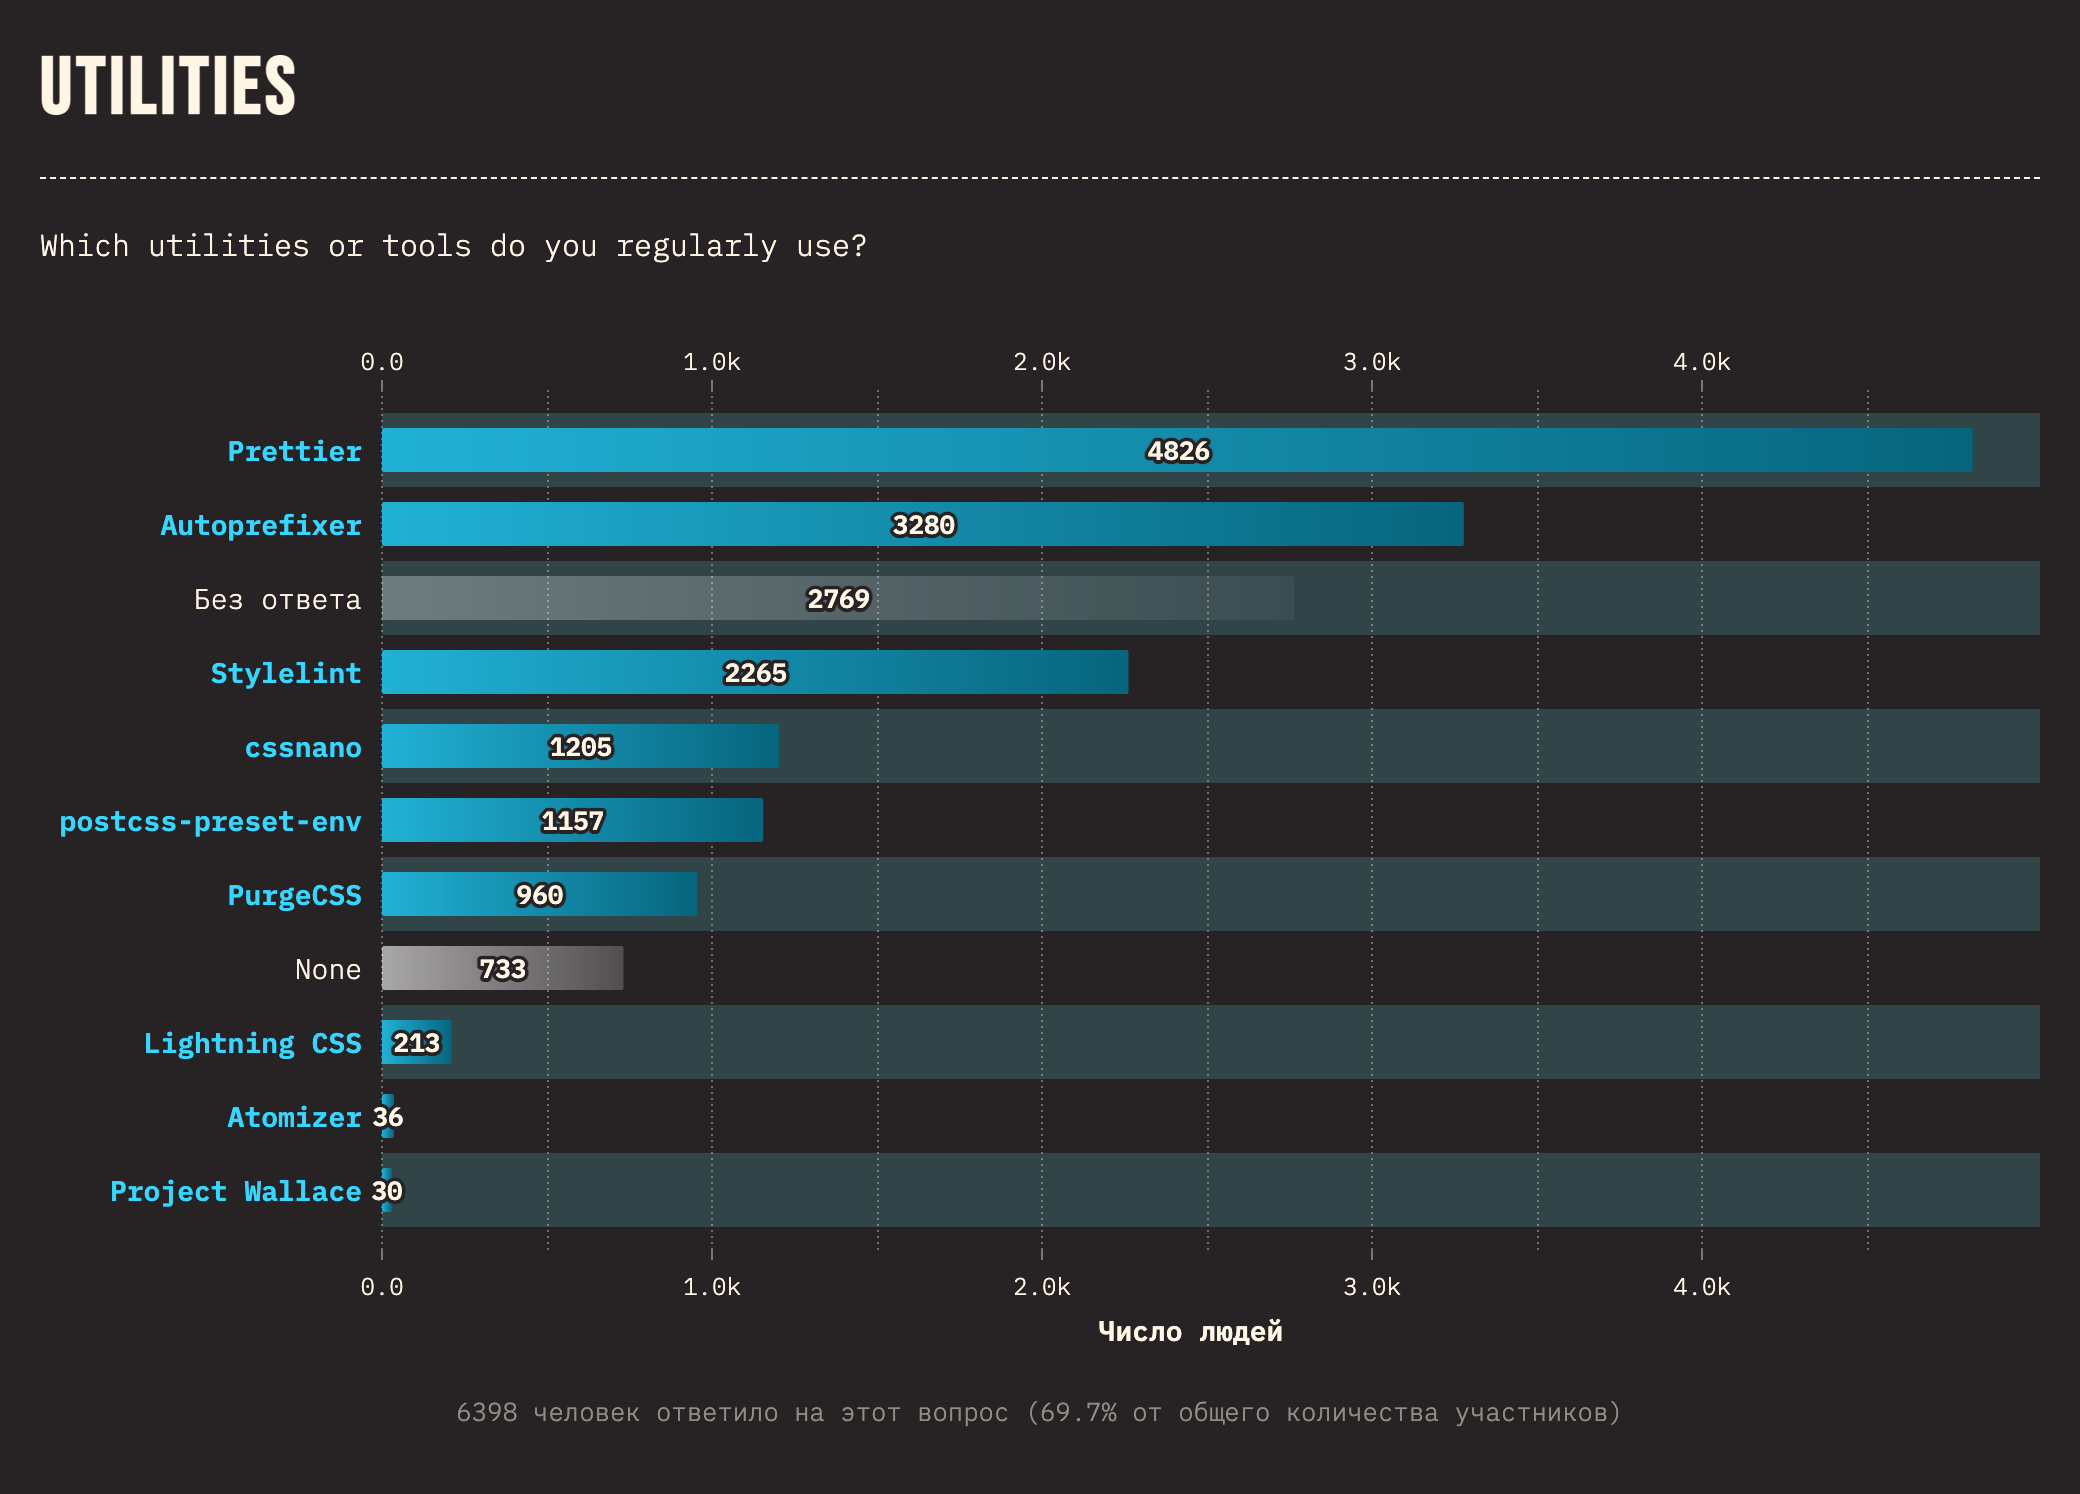 UTILITIES
Which utilities or tools do you regularly use?
0.0 1.0k 2.0k 3.0k 4.0k
Prettier 4826
Autoprefixer 3280
Без ответа 2769
Stylelint 2265
cssnano 1205
postcss-preset-env 1157
PurgeCSS 960
None 733
Lightning CSS 213
Atomizer 36
Project Wallace 30
0.0 1.0k 2.0k 3.0k 4.0k
Число людей
6398 человек ответило на этот вопрос (69.7% от общего количества участников)